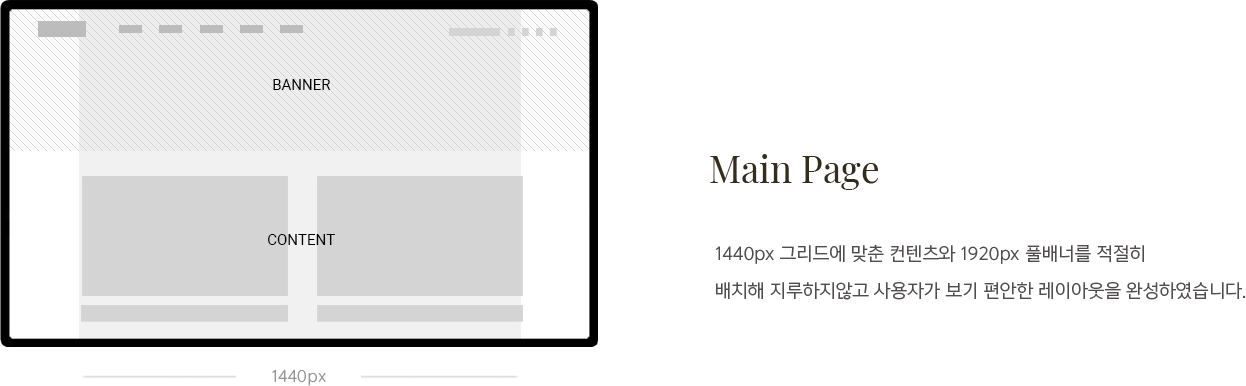 BANNER
CONTENT
1440px
Main Page
1440px 그리드에 맞춘 컨텐츠와 1920px 풀배너를 적절히
배치해 지루하지않고 사용자가 보기 편안한 레이아웃을 완성하였습니다.